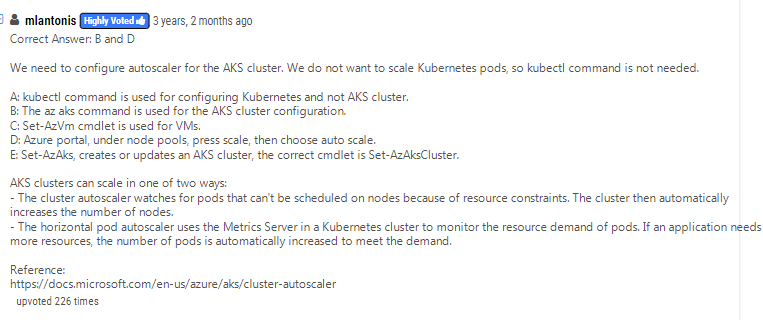 mlantonis Highly Voted 3 years, 2 months ago
Correct Answer: B and D
We need to configure autoscaler for the AKS cluster. We do not want to scale Kubernetes pods, so kubectl command is not needed.
A: kubectl command is used for configuring Kubernetes and not AKS cluster.
B: The az aks command is used for the AKS cluster configuration.
C: Set-AzVm cmdlet is used for VMs.
D: Azure portal, under node pools, press scale, then choose auto scale.
E: Set-AzAks, creates or updates an AKS cluster, the correct cmdlet is Set-AzAksCluster.
AKS clusters can scale in one of two ways:
- The cluster autoscaler watches for pods that can't be scheduled on nodes because of resource constraints. The cluster then automatically
increases the number of nodes.
- The horizontal pod autoscaler uses the Metrics Server in a Kubernetes cluster to monitor the resource demand of pods. If an application needs
more resources, the number of pods is automatically increased to meet the demand.
Reference:
https://docs.microsoft.com/en-us/azure/aks/cluster-autoscaler
upvoted 226 times